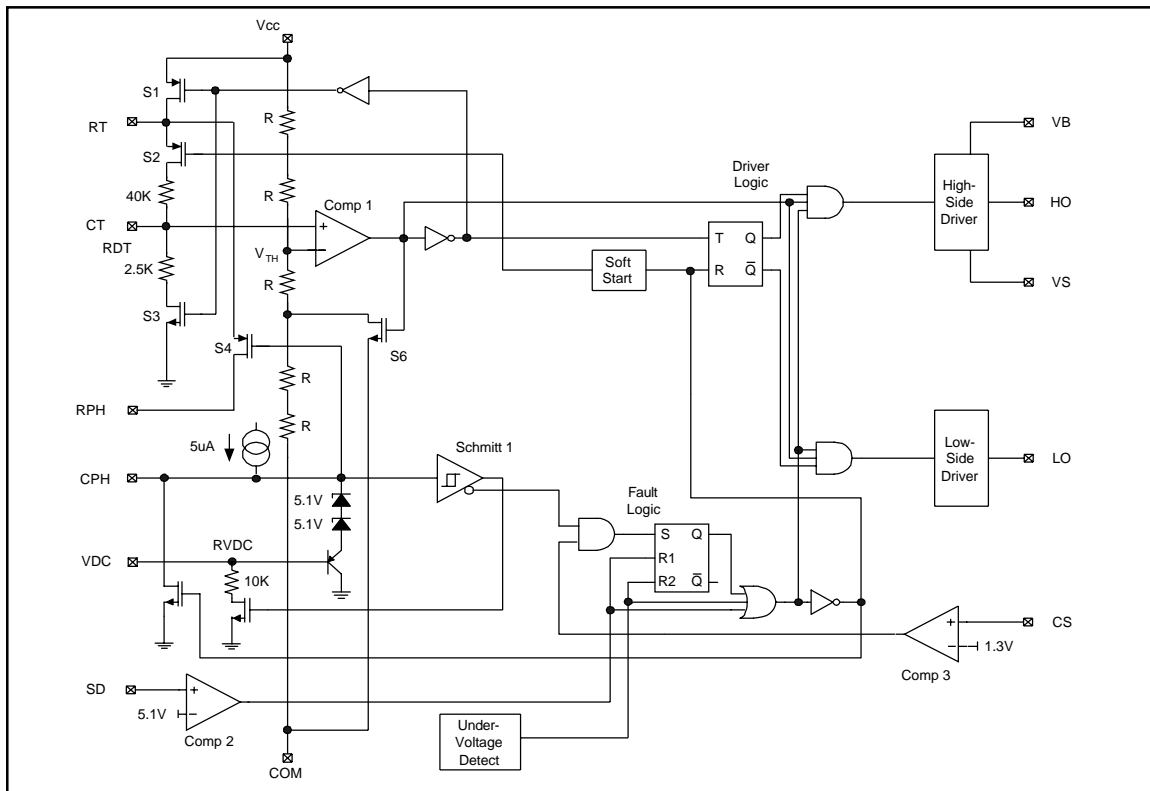 Vcc
S1
RT
R
VB
S2
Driver
Logic
High-
Side
Driver
HO
40K
R
Comp 1
CT
+
RDT
VTH
–
T Q
R Q̅
Soft
Start
VS
2.5K
R
S3
S4
S6
R
RPH
R
5uA
Schmitt 1
Low-
Side
Driver
LO
CPH
5.1V
5.1V
Fault
Logic
VDC
RVDC
10K
S Q
R1
R2 Q̅
+
CS
–
1.3V
Comp 3
SD
+
5.1V
–
Comp 2
Under-
Voltage
Detect
COM